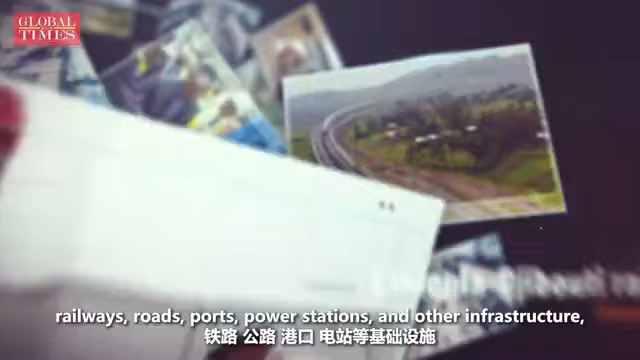 GLOBAL
TIMES
railways, roads, ports, power stations, and other infrastructure,
铁路 公路 港口 电站等基础设施